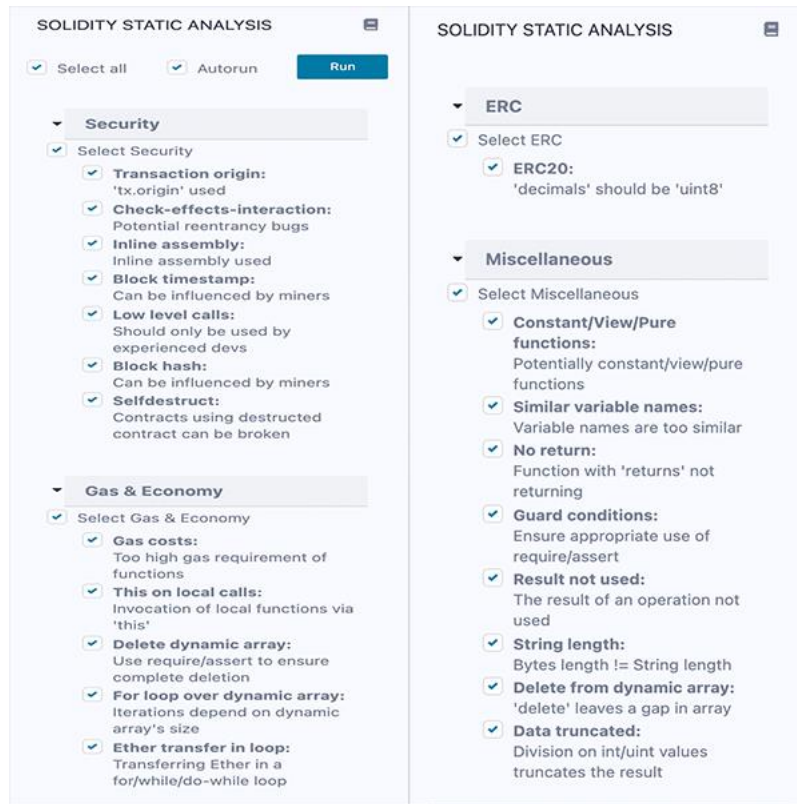 SOLIDITY STATIC ANALYSIS
Select all
Autorun
Run
Security
Select Security
Transaction origin:
'tx.origin' used
Check-effects-interaction:
Potential reentrancy bugs
Inline assembly:
Inline assembly used
Block timestamp:
Can be influenced by miners
Low level calls:
Should only be used by
experienced devs
Block hash:
Can be influenced by miners
Selfdestruct:
Contracts using destructed
contract can be broken
Gas & Economy
Select Gas & Economy
Gas costs:
Too high gas requirement of
functions
This on local calls:
Invocation of local functions via
'this'
Delete dynamic array:
Use require/assert to ensure
complete deletion
For loop over dynamic array:
Iterations depend on dynamic
array's size
Ether transfer in loop:
Transferring Ether in a
for/while/do-while loop
SOLIDITY STATIC ANALYSIS
ERC
Select ERC
ERC20:
'decimals' should be 'uint8'
Miscellaneous
Select Miscellaneous
Constant/View/Pure
functions:
Potentially constant/view/pure
functions
Similar variable names:
Variable names are too similar
No return:
Function with 'returns' not
returning
Guard conditions:
Ensure appropriate use of
require/assert
Result not used:
The result of an operation not
used
String length:
Bytes length != String length
Delete from dynamic array:
'delete' leaves a gap in array
Data truncated:
Division on int/uint values
truncates the result